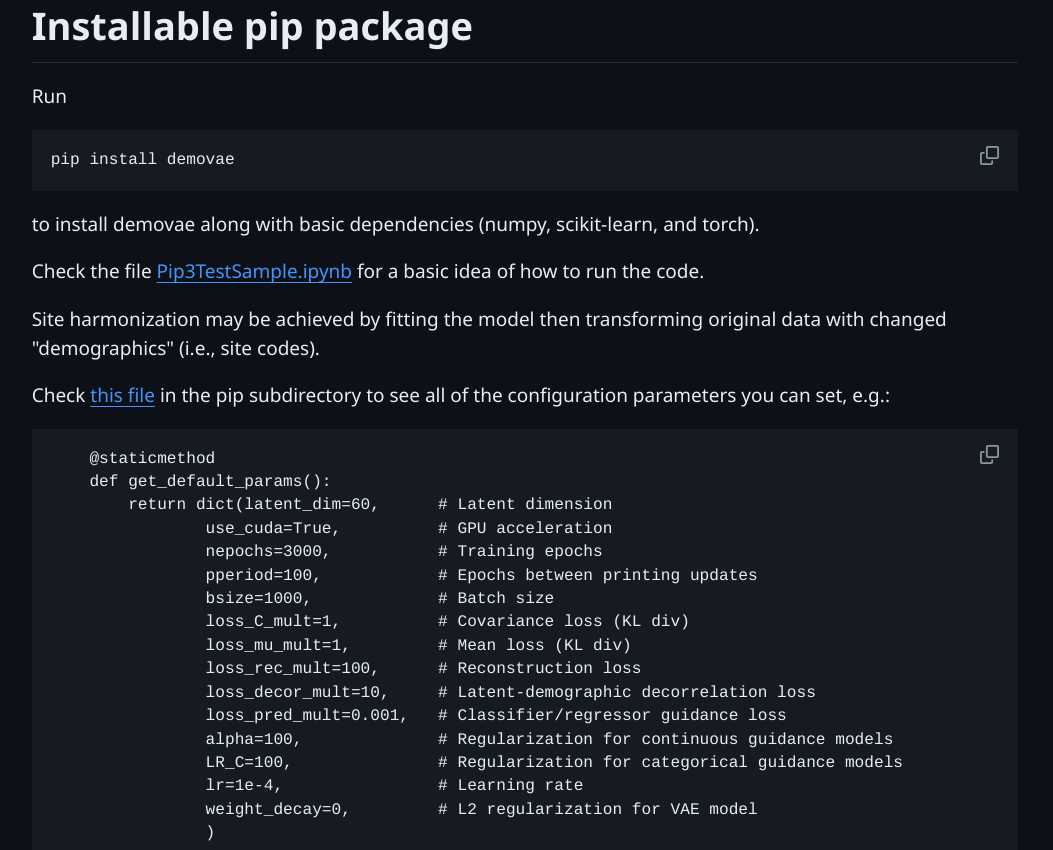 Installable pip package
Run
pip install demovae
to install demovae along with basic dependencies (numpy, scikit-learn, and torch).
Check the file Pip3TestSample.ipynb for a basic idea of how to run the code.
Site harmonization may be achieved by fitting the model then transforming original data with changed
"demographics" (i.e., site codes).
Check this file in the pip subdirectory to see all of the configuration parameters you can set, e.g.:
    @staticmethod
    def get_default_params():
        return dict(latent_dim=60,      # Latent dimension
                use_cuda=True,          # GPU acceleration
                nepochs=3000,           # Training epochs
                pperiod=100,            # Epochs between printing updates
                bsize=1000,             # Batch size
                loss_C_mult=1,          # Covariance loss (KL div)
                loss_mu_mult=1,         # Mean loss (KL div)
                loss_rec_mult=100,      # Reconstruction loss
                loss_decor_mult=10,     # Latent-demographic decorrelation loss
                loss_pred_mult=0.001,   # Classifier/regressor guidance loss
                alpha=100,              # Regularization for continuous guidance models
                LR_C=100,               # Regularization for categorical guidance models
                lr=1e-4,                # Learning rate
                weight_decay=0,         # L2 regularization for VAE model
                )